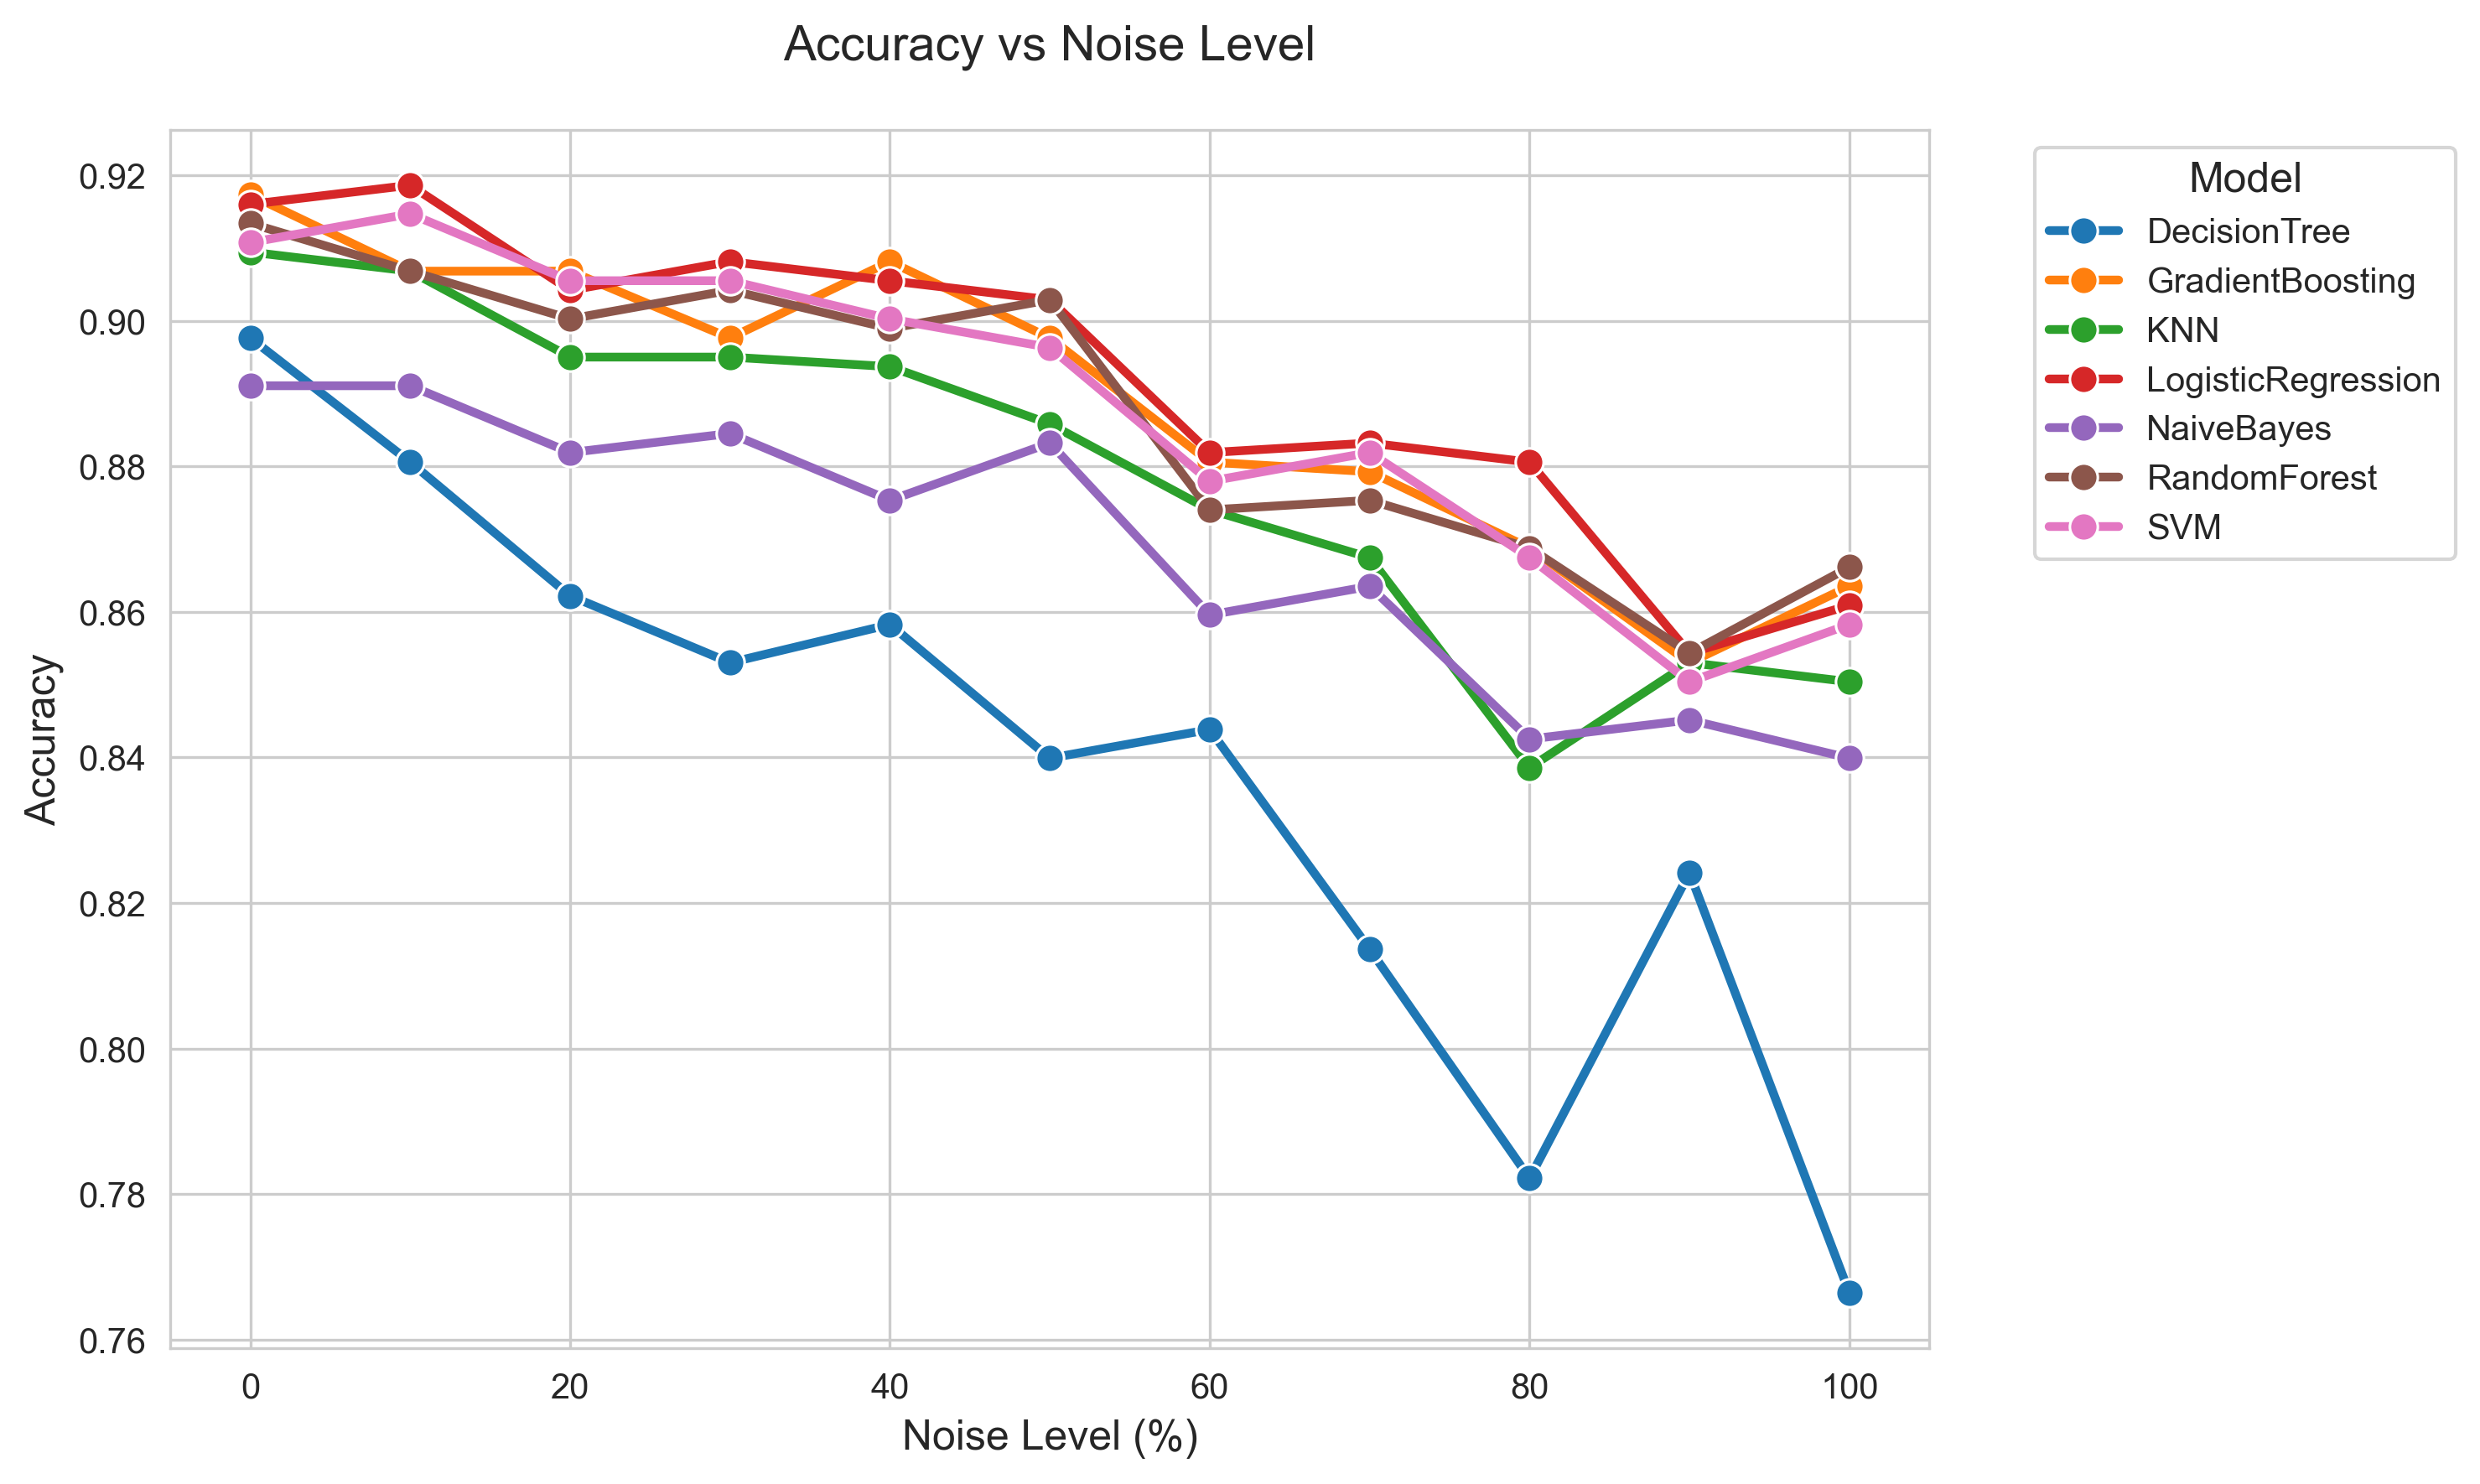 Accuracy vs Noise Level
0.92
0.90
0.88
0.86
0.84
0.82
0.80
0.78
0.76
Accuracy
0
20
40
60
80
100
Noise Level (%)
Model
DecisionTree
GradientBoosting
KNN
LogisticRegression
NaiveBayes
RandomForest
SVM